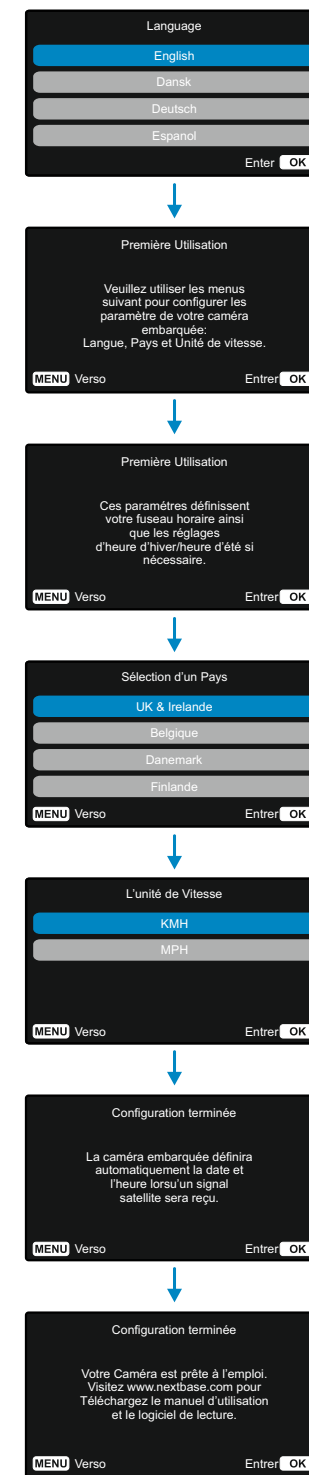 Language
English
Dansk
Deutsch
Espanol
Enter OK
Première Utilisation
Veuillez utiliser les menus
suivant pour configurer les
paramètre de votre caméra
embarquée:
Langue, Pays et Unité de vitesse.
MENU Verso Entrer OK
Première Utilisation
Ces paramétres définissent
votre fuseau horaire ainsi
que les réglages
d'heure d'hiver/heure d'été si
nécessaire.
MENU Verso Entrer OK
Sélection d'un Pays
UK & Irelande
Belgique
Danemark
Finlande
MENU Verso Entrer OK
L'unité de Vitesse
KMH
MPH
MENU Verso Entrer OK
Configuration terminée
La caméra embarquée définira
automatiquement la date et
l'heure lorsu'un signal
satellite sera reçu.
MENU Verso Entrer OK
Configuration terminée
Votre Caméra est prête à l'emploi.
Visitez www.nextbase.com pour
Téléchargez le manuel d'utilisation
et le logiciel de lecture.
MENU Verso Entrer OK